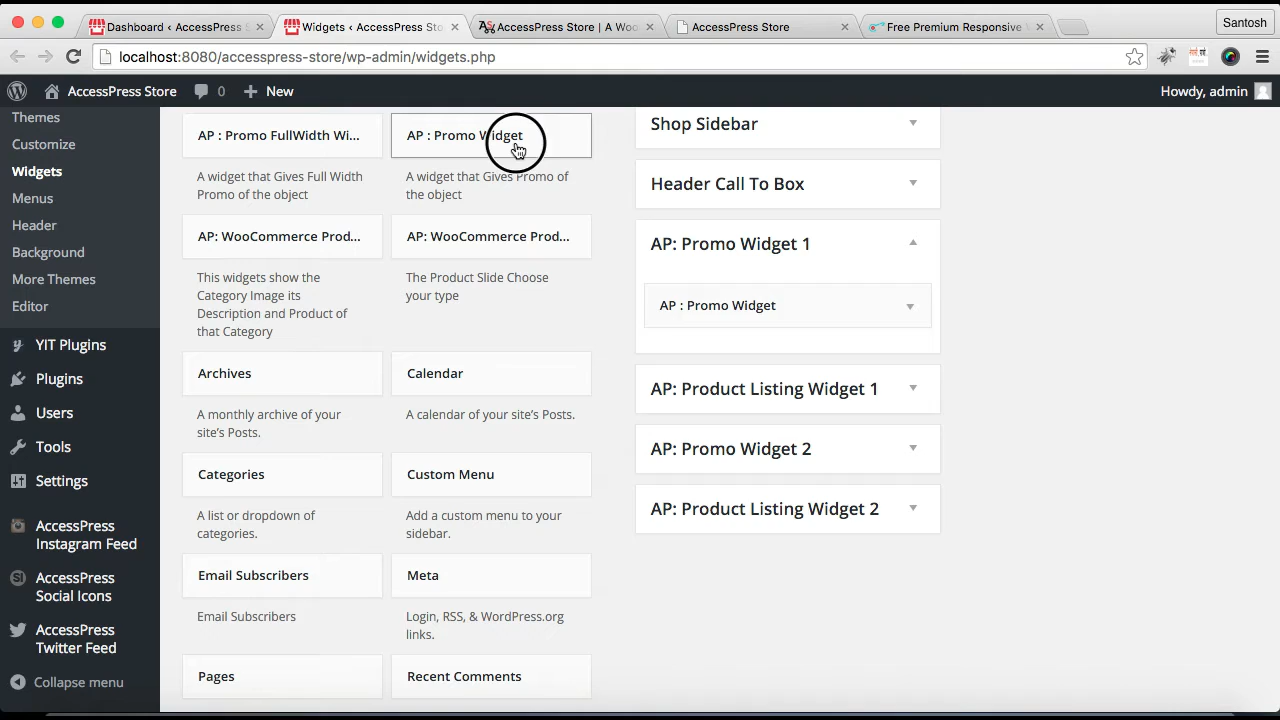 Dashboard ‹ AccessPress S
Widgets ‹ AccessPress Sto
AccessPress Store | A Woo
AccessPress Store
Free Premium Responsive
Santosh
localhost:8080/accesspress-store/wp-admin/widgets.php
AccessPress Store
0
New
Howdy, admin
Themes
Customize
Widgets
Menus
Header
Background
More Themes
Editor
YIT Plugins
Plugins
Users
Tools
Settings
AccessPress
Instagram Feed
AccessPress
Social Icons
AccessPress
Twitter Feed
Collapse menu
AP : Promo FullWidth Wi...
A widget that Gives Full Width
Promo of the object
AP : Promo Widget
A widget that Gives Promo of
the object
AP: WooCommerce Prod...
This widgets show the
Category Image its
Description and Product of
that Category
AP: WooCommerce Prod...
The Product Slide Choose
your type
Archives
A monthly archive of your
site's Posts.
Calendar
A calendar of your site's Posts.
Categories
A list or dropdown of
categories.
Custom Menu
Add a custom menu to your
sidebar.
Email Subscribers
Email Subscribers
Meta
Login, RSS, & WordPress.org
links.
Pages
Recent Comments
Shop Sidebar
Header Call To Box
AP: Promo Widget 1
AP : Promo Widget
AP: Product Listing Widget 1
AP: Promo Widget 2
AP: Product Listing Widget 2